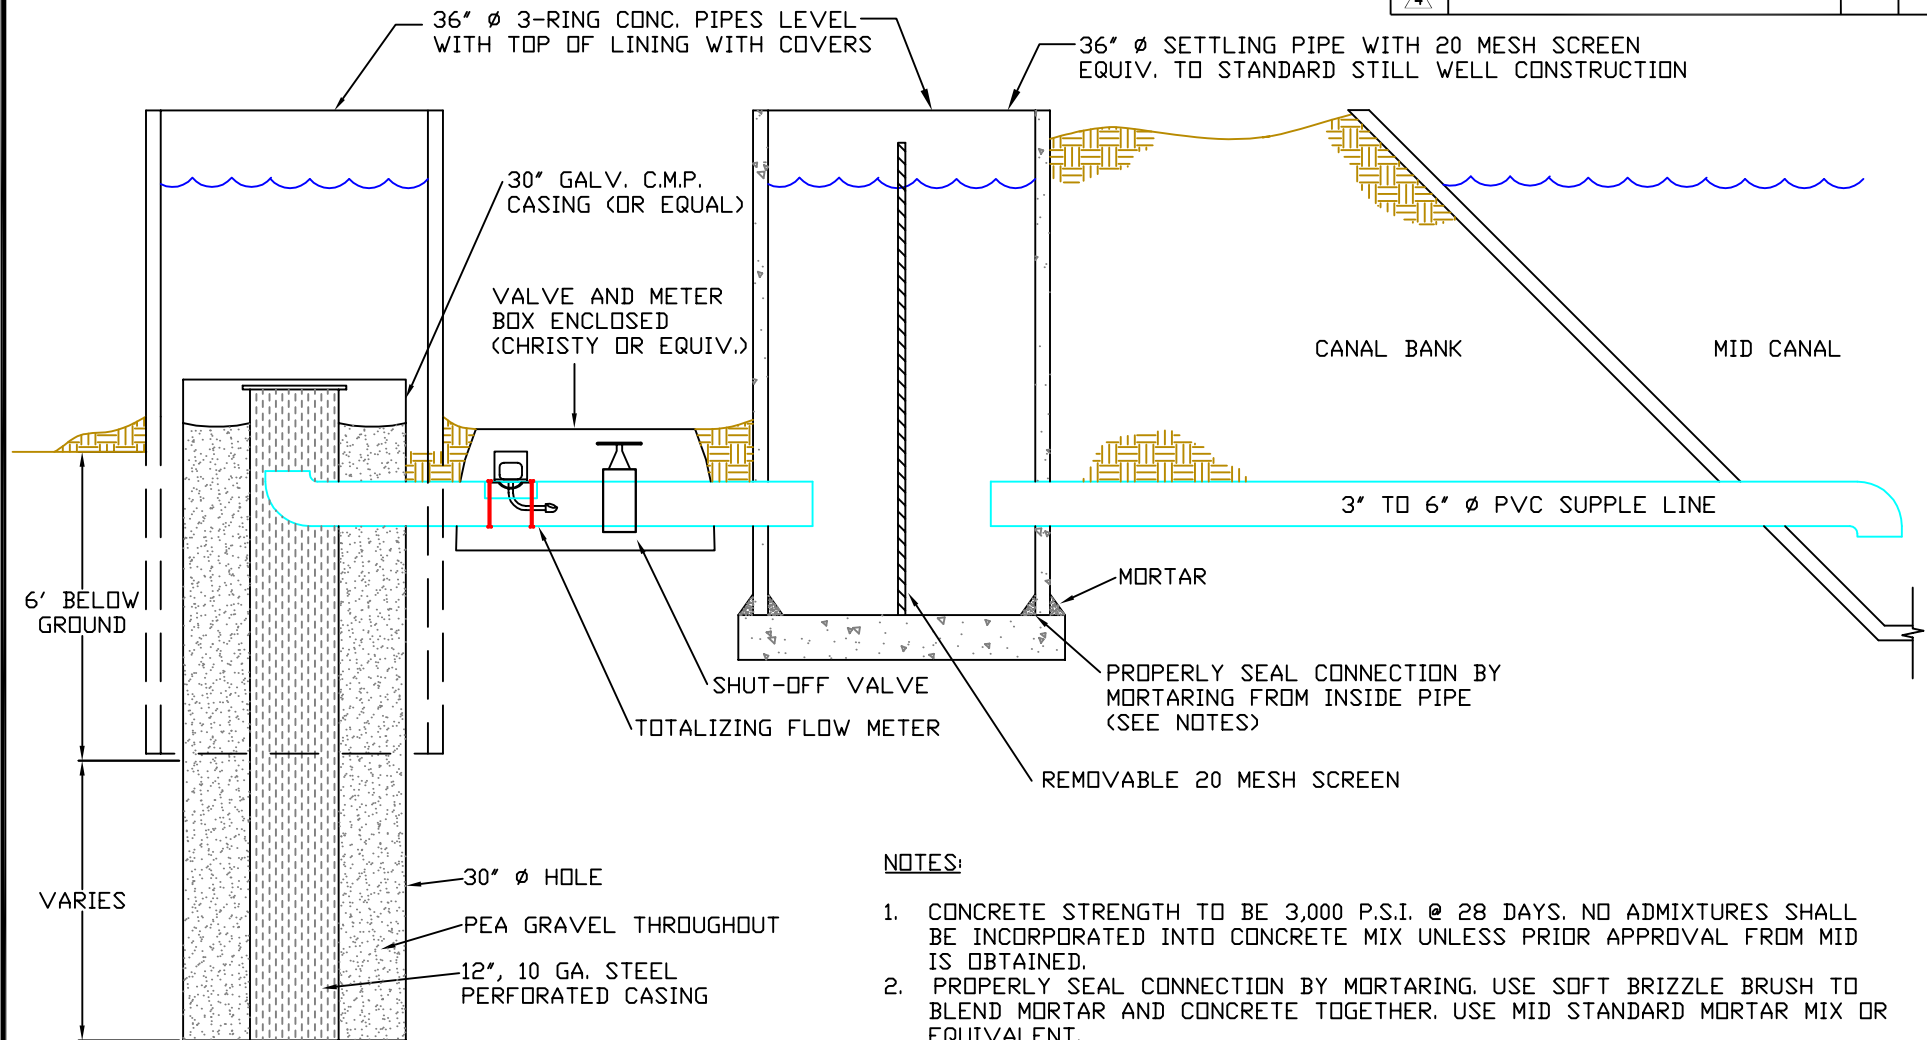 4
36" Ø 3-RING CONC. PIPES LEVEL
WITH TOP OF LINING WITH COVERS
36" Ø SETTLING PIPE WITH 20 MESH SCREEN
EQUIV. TO STANDARD STILL WELL CONSTRUCTION
30" GALV. C.M.P.
CASING (OR EQUAL)
VALVE AND METER
BOX ENCLOSED
(CHRISTY OR EQUIV.)
CANAL BANK
MID CANAL
3" TO 6" Ø PVC SUPPLE LINE
MORTAR
6' BELOW
GROUND
PROPERLY SEAL CONNECTION BY
MORTARING FROM INSIDE PIPE
(SEE NOTES)
SHUT-OFF VALVE
TOTALIZING FLOW METER
REMOVABLE 20 MESH SCREEN
30" Ø HOLE
VARIES
PEA GRAVEL THROUGHOUT
12", 10 GA. STEEL
PERFORATED CASING
NOTES:
1. CONCRETE STRENGTH TO BE 3,000 P.S.I. @ 28 DAYS. NO ADMIXTURES SHALL
BE INCORPORATED INTO CONCRETE MIX UNLESS PRIOR APPROVAL FROM MID
IS OBTAINED.
2. PROPERLY SEAL CONNECTION BY MORTARING. USE SOFT BRIZZLE BRUSH TO
BLEND MORTAR AND CONCRETE TOGETHER. USE MID STANDARD MORTAR MIX OR
EQUIVALENT.